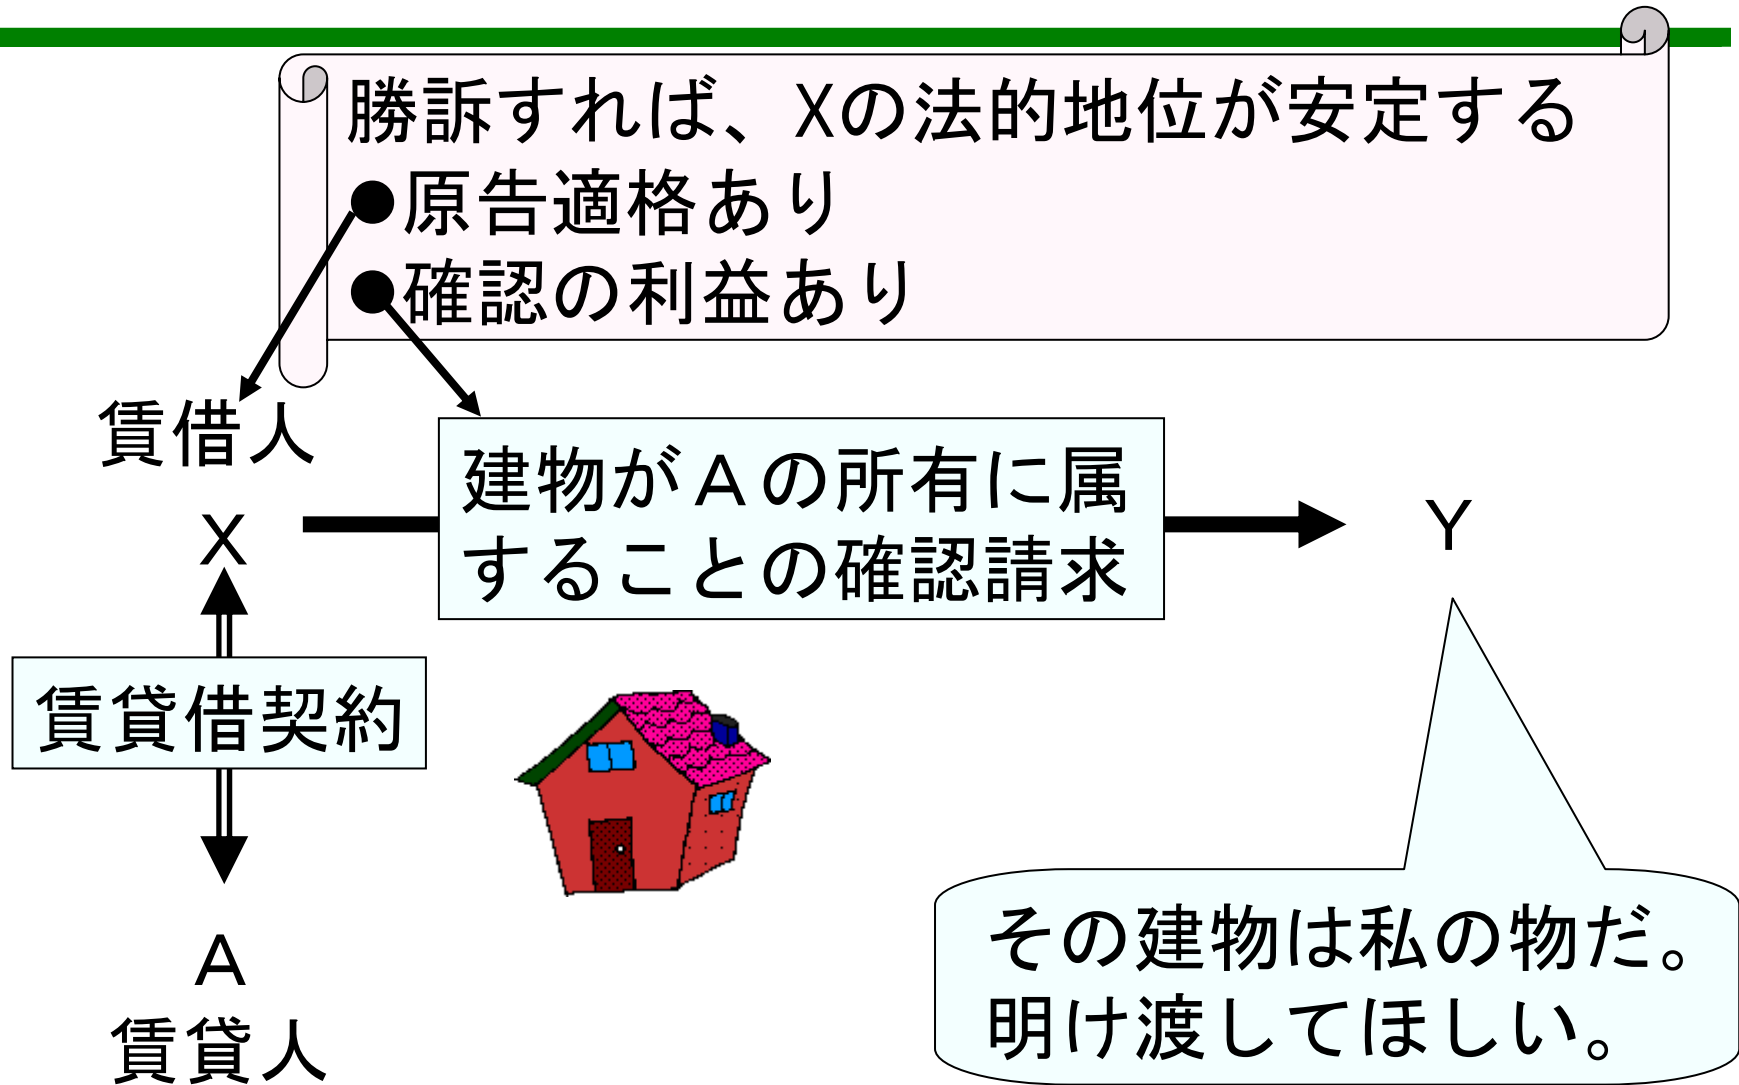 勝訴すれば、Xの法的地位が安定する
●原告適格あり
●確認の利益あり
賃借人
X
建物がAの所有に属
することの確認請求
Y
賃貸借契約
A
賃貸人
その建物は私の物だ。
明け渡してほしい。